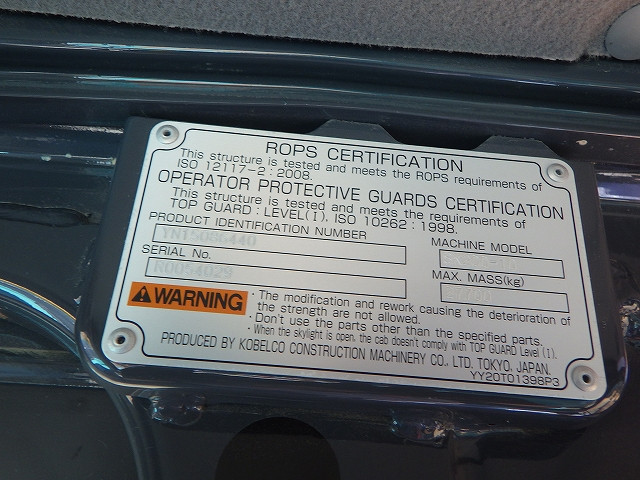 ROPS CERTIFICATION
This structure is tested and meets the ROPS requirements of
ISO 12117-2 : 2008.
OPERATOR PROTECTIVE GUARDS CERTIFICATION
This structure is tested and meets the requirements of
TOP GUARD : LEVEL(Ⅰ), ISO 10262 : 1998.
PRODUCT IDENTIFICATION NUMBER
YN15086440
MACHINE MODEL
SERIAL No.
R0054029
MAX. MASS(kg)
WARNING
· The modification and rework causing the deterioration of
the strength are not allowed.
· Don't use the parts other than the specified parts.
· When the skylight is open, the cab doesn't comply with TOP GUARD Level (Ⅰ).
PRODUCED BY KOBELCO CONSTRUCTION MACHINERY CO., LTD. TOKYO, JAPAN.
YY20T01398P3